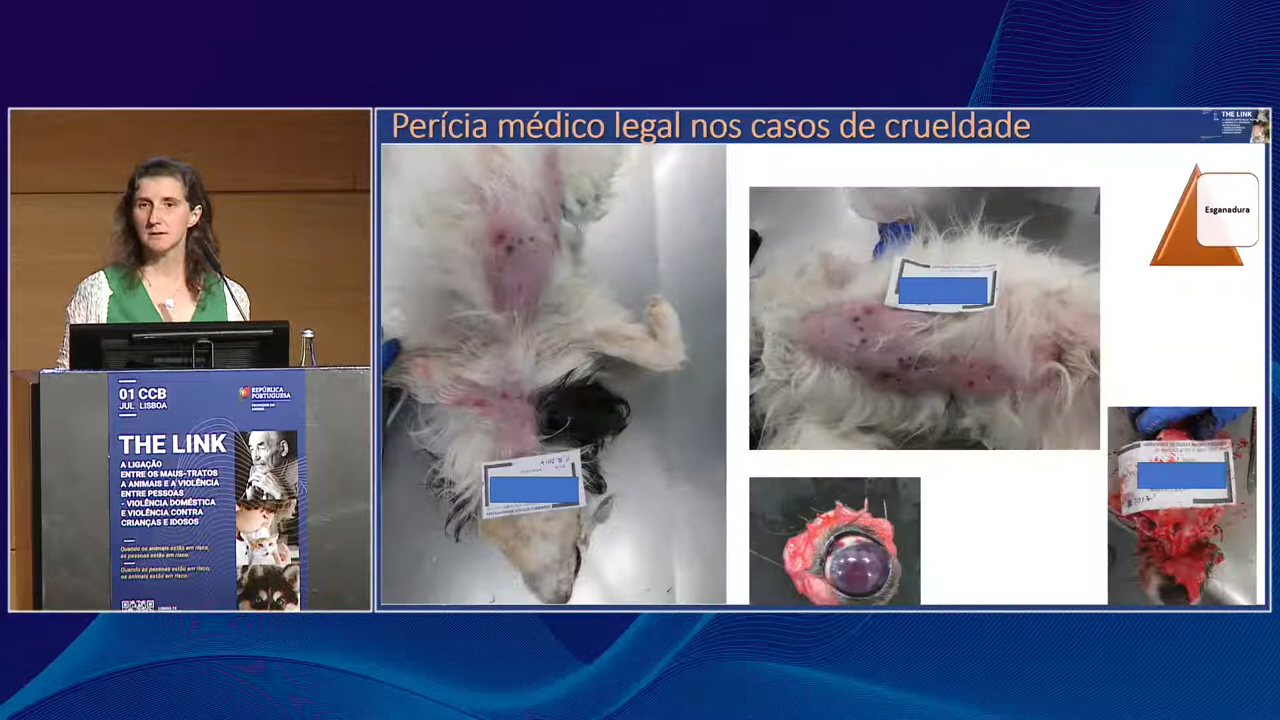 Perícia médico legal nos casos de crueldade
THE LINK
Esganadura
01 CCB
JUL LISBOA
REPÚBLICA
PORTUGUESA
THE LINK
A LIGAÇÃO
ENTRE OS MAUS-TRATOS
A ANIMAIS E A VIOLÊNCIA
ENTRE PESSOAS
- VIOLÊNCIA DOMÉSTICA
E VIOLÊNCIA CONTRA
CRIANÇAS E IDOSOS
Quando os animais estão em risco,
as pessoas estão em risco.
Quando as pessoas estão em risco,
os animais estão em risco.